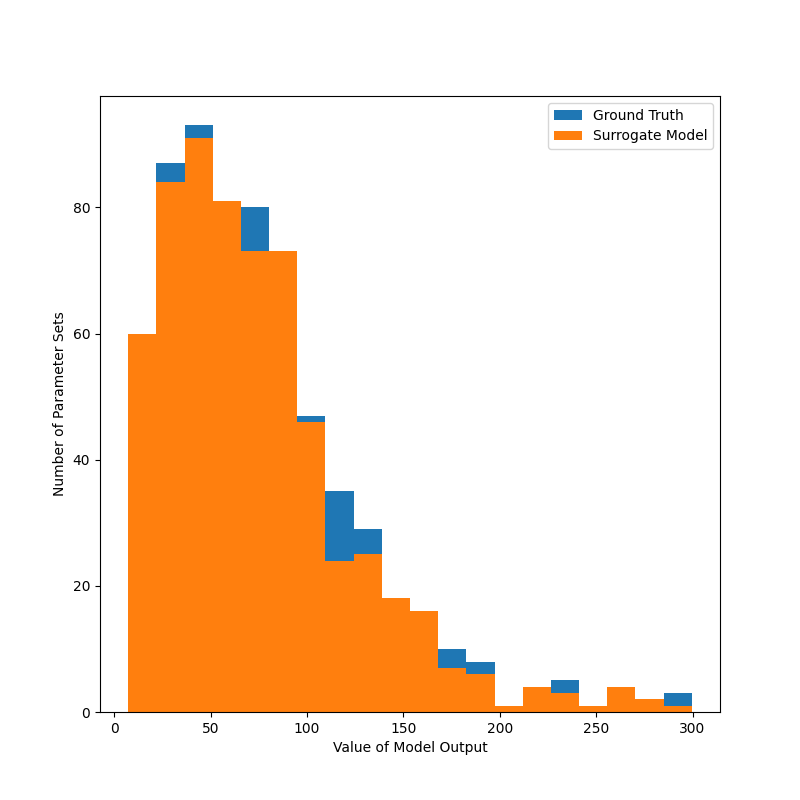 Ground Truth
Surrogate Model
Number of Parameter Sets
80
60
40
20
0
0 50 100 150 200 250 300
Value of Model Output